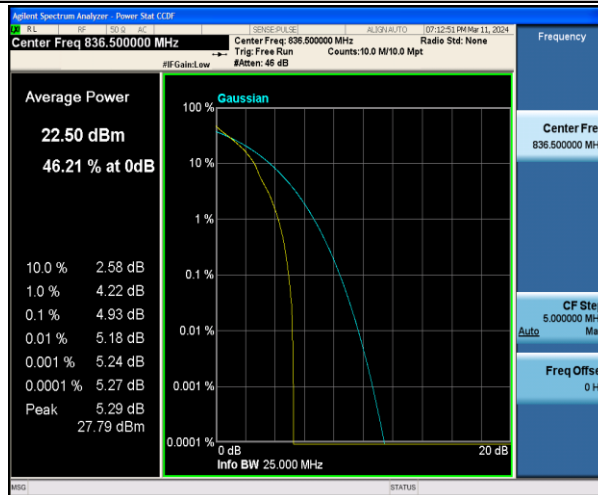 Agilent Spectrum Analyzer - Power Stat CCDF
RL RF 50 Ω AC SENSE:PULSE ALIGN AUTO 07:12:51 PM Mar 11, 2024
Center Freq 836.500000 MHz
Center Freq: 836.500000 MHz Radio Std: None
Trig: Free Run Counts:10.0 M/10.0 Mpt
#IFGain:Low #Atten: 46 dB
Frequency
Average Power
22.50 dBm
46.21 % at 0dB
10.0 % 2.58 dB
1.0 % 4.22 dB
0.1 % 4.93 dB
0.01 % 5.18 dB
0.001 % 5.24 dB
0.0001 % 5.27 dB
Peak 5.29 dB
27.79 dBm
Gaussian
100 %
10 %
1 %
0.1 %
0.01 %
0.001 %
0.0001 %
0 dB 20 dB
Info BW 25.000 MHz
Center Fre
836.500000 MH
CF Ste
5.000000 MH
Auto Ma
Freq Offse
0 H
MSG STATUS